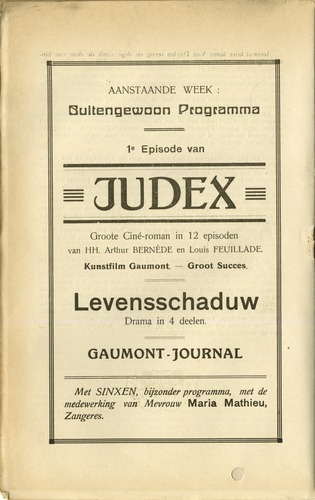 AANSTAANDE WEEK :
Buitengewoon Programma
1e Episode van
JUDEX
Groote Ciné-roman in 12 episoden
van HH. Arthur BERNÈDE en Louis FEUILLADE.
Kunstfilm Gaumont. — Groot Succes.
Levensschaduw
Drama in 4 deelen.
GAUMONT-JOURNAL
Met SINXEN, bijzonder programma, met de
medewerking van Mevrouw Maria Mathieu,
Zangeres.